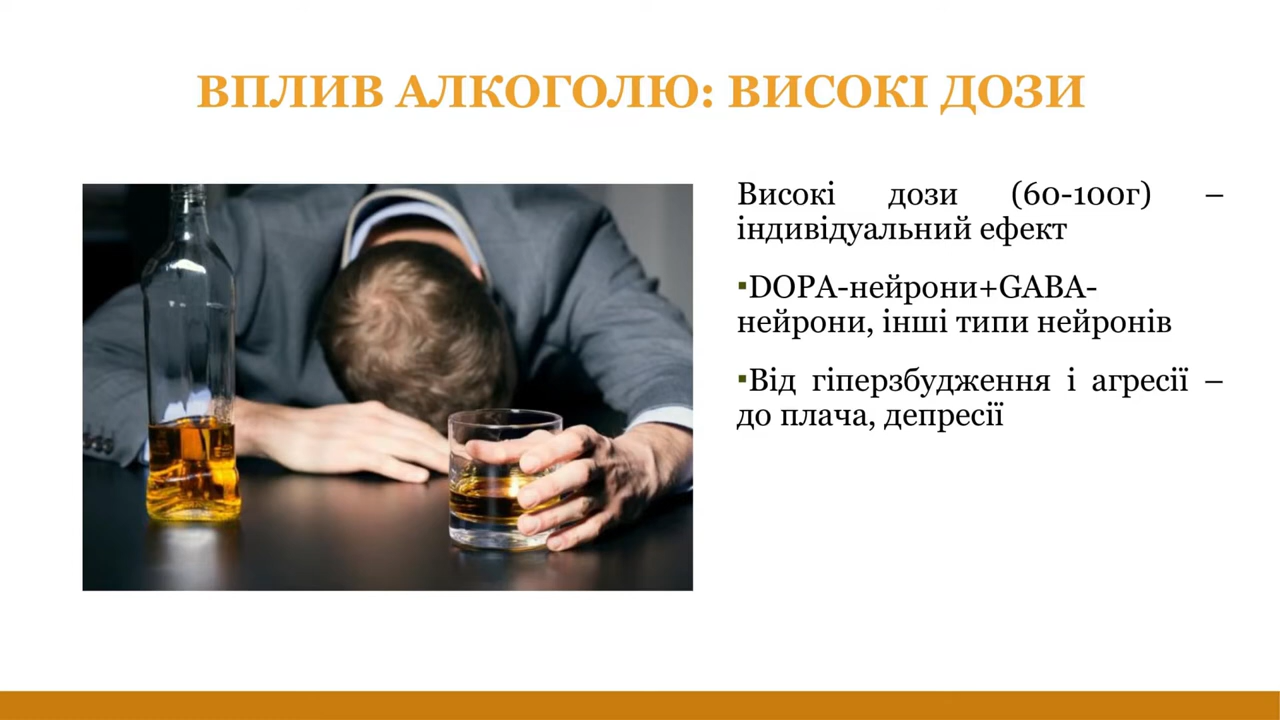 ВПЛИВ АЛКОГОЛЮ: ВИСОКІ ДОЗИ
Високі дози (60-100г) –
індивідуальний ефект
▪DOPA-нейрони+GABA-
нейрони, інші типи нейронів
▪Від гіперзбудження і агресії –
до плача, депресії